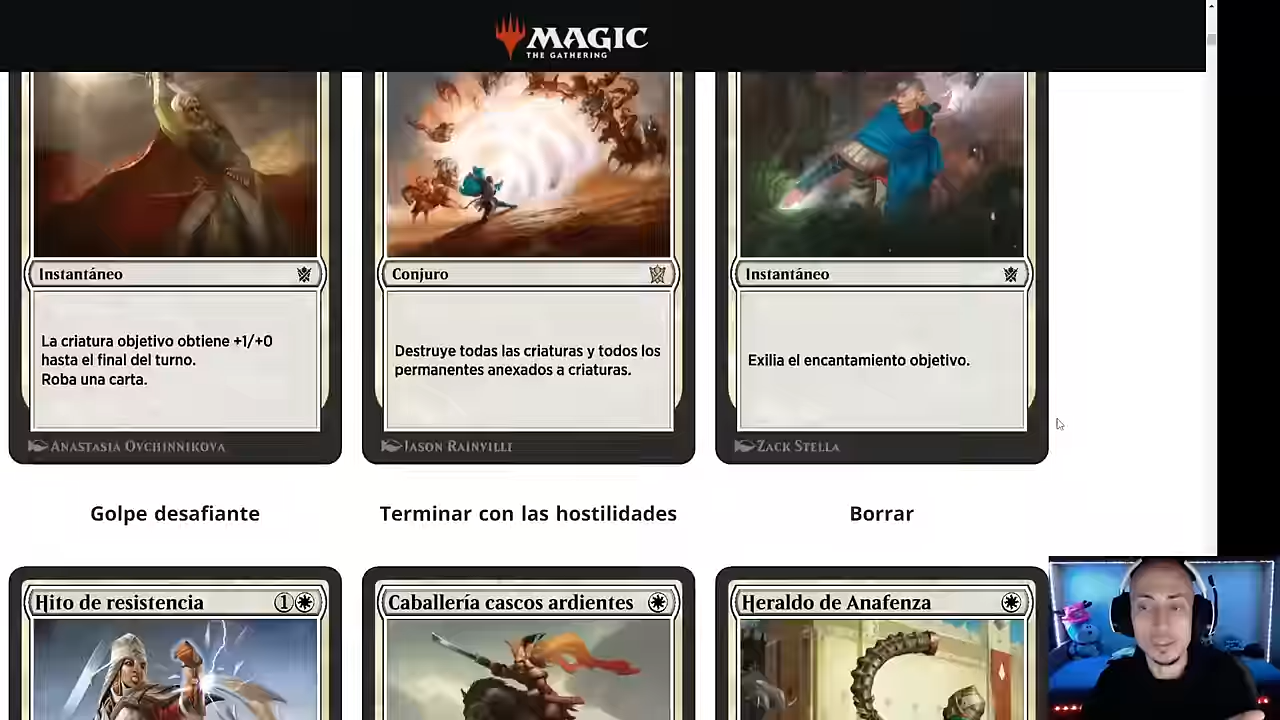 MAGIC
THE GATHERING
Instantáneo
La criatura objetivo obtiene +1/+0
hasta el final del turno.
Roba una carta.
ANASTASIA OVCHINNIKOVA
Golpe desafiante
Conjuro
Destruye todas las criaturas y todos los
permanentes anexados a criaturas.
JASON RAINVILLE
Terminar con las hostilidades
Instantáneo
Exilia el encantamiento objetivo.
ZACK STELLA
Borrar
Hito de resistencia 1
Caballería cascos ardientes
Heraldo de Anafenza